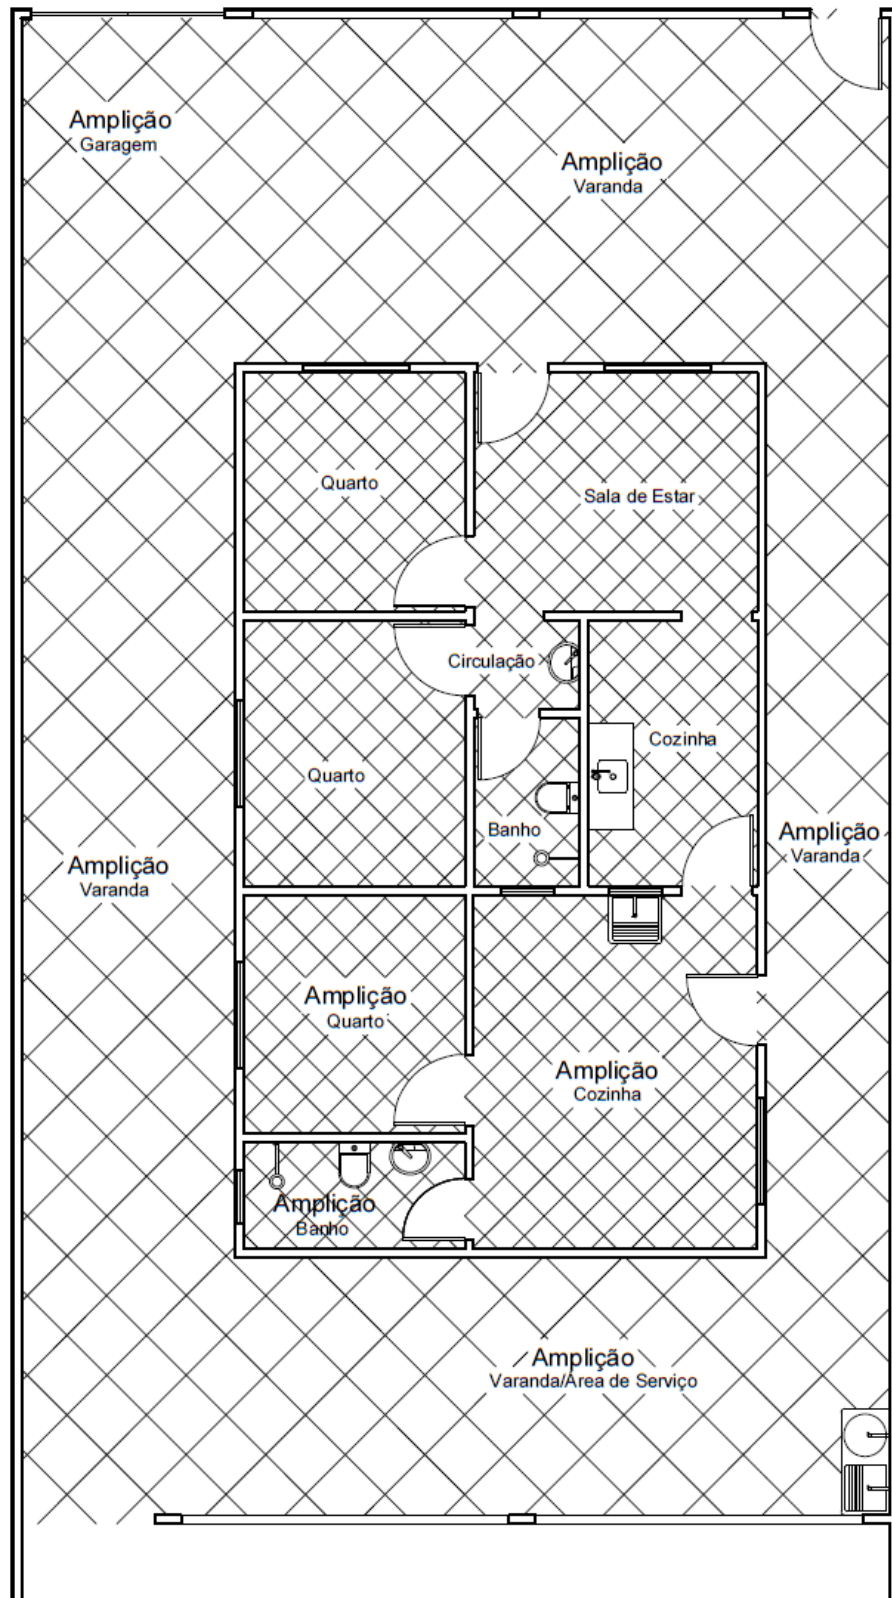 Amplição
Garagem
Amplição
Varanda
Quarto
Sala de Estar
Circulação
Cozinha
Quarto
Banho
Amplição
Varanda
Amplição
Varanda
Amplição
Quarto
Amplição
Cozinha
Amplição
Banho
Amplição
Varanda/Área de Serviço